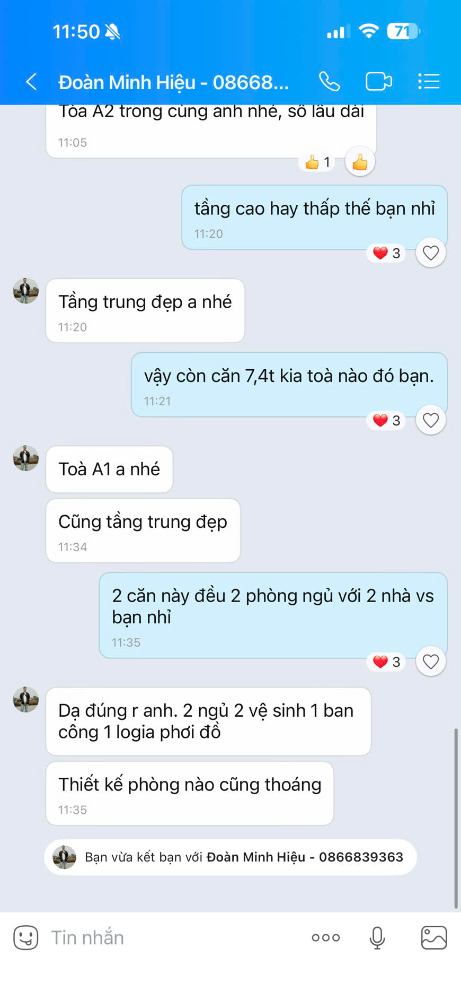 11:50
71
Đoàn Minh Hiệu - 08668...
Tòa A2 trong cùng anh nhé, sổ lâu dài
11:05
1
tầng cao hay thấp thế bạn nhỉ
11:20
3
Tầng trung đẹp a nhé
11:20
vậy còn căn 7,4t kia toà nào đó bạn.
11:21
3
Toà A1 a nhé
Cũng tầng trung đẹp
11:34
2 căn này đều 2 phòng ngủ với 2 nhà vs
bạn nhỉ
11:35
3
Dạ đúng r anh. 2 ngủ 2 vệ sinh 1 ban
công 1 logia phơi đồ
Thiết kế phòng nào cũng thoáng
11:35
Bạn vừa kết bạn với Đoàn Minh Hiệu - 0866839363
Tin nhắn